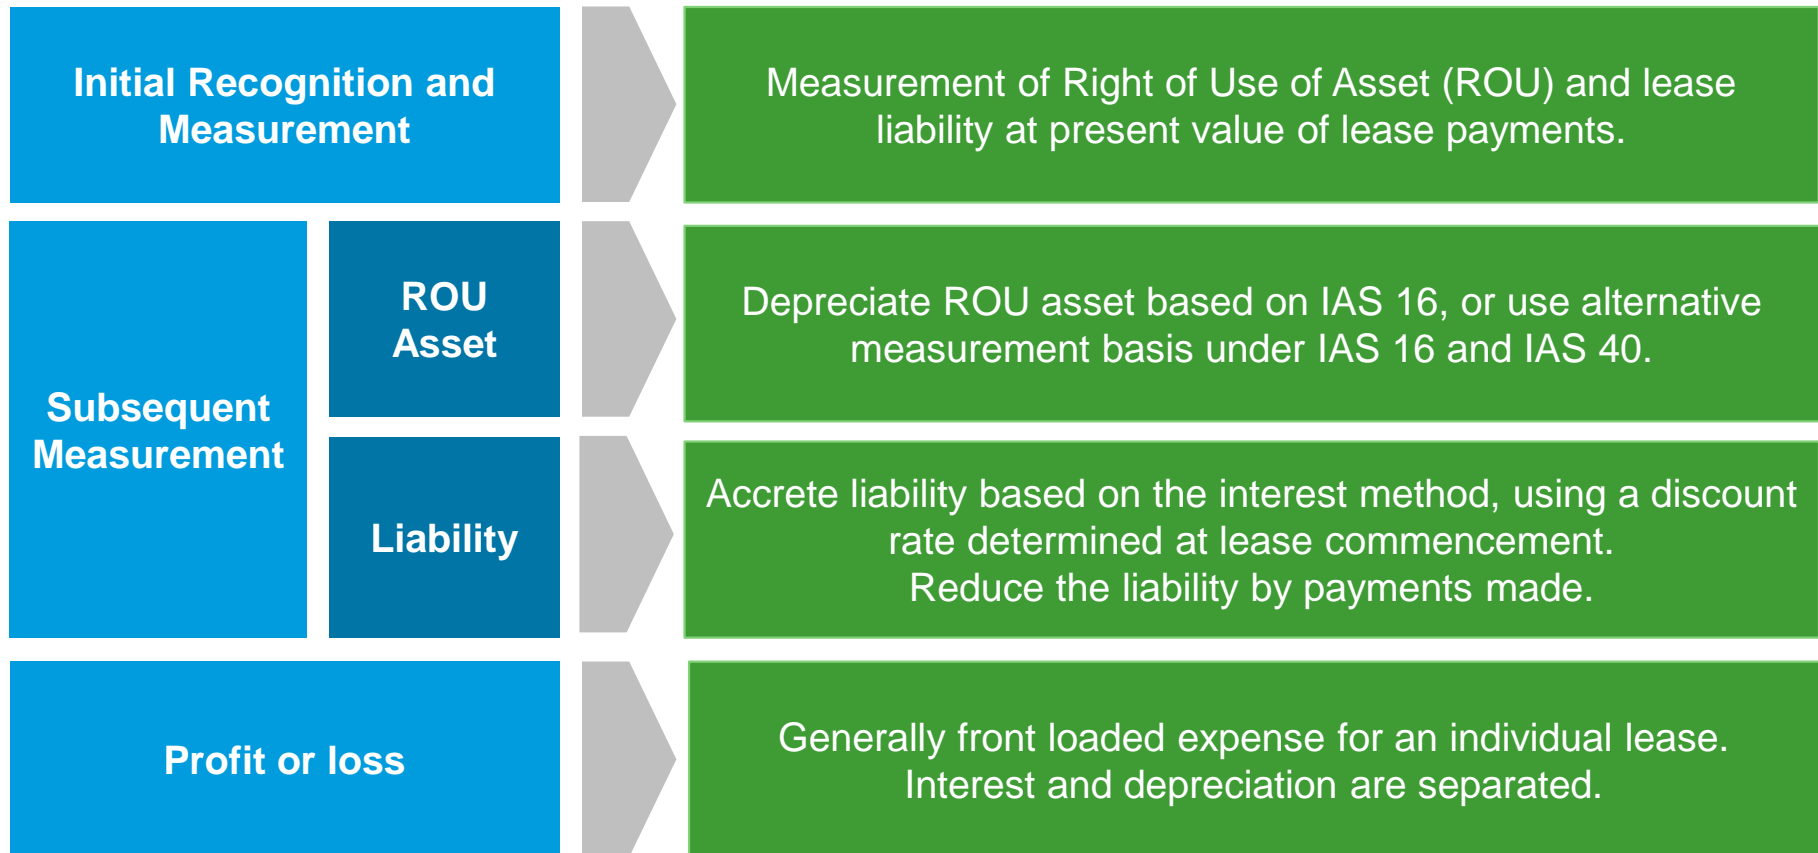 Initial Recognition and
Measurement
Measurement of Right of Use of Asset (ROU) and lease
liability at present value of lease payments.
Subsequent
Measurement
ROU
Asset
Depreciate ROU asset based on IAS 16, or use alternative
measurement basis under IAS 16 and IAS 40.
Liability
Accrete liability based on the interest method, using a discount
rate determined at lease commencement.
Reduce the liability by payments made.
Profit or loss
Generally front loaded expense for an individual lease.
Interest and depreciation are separated.